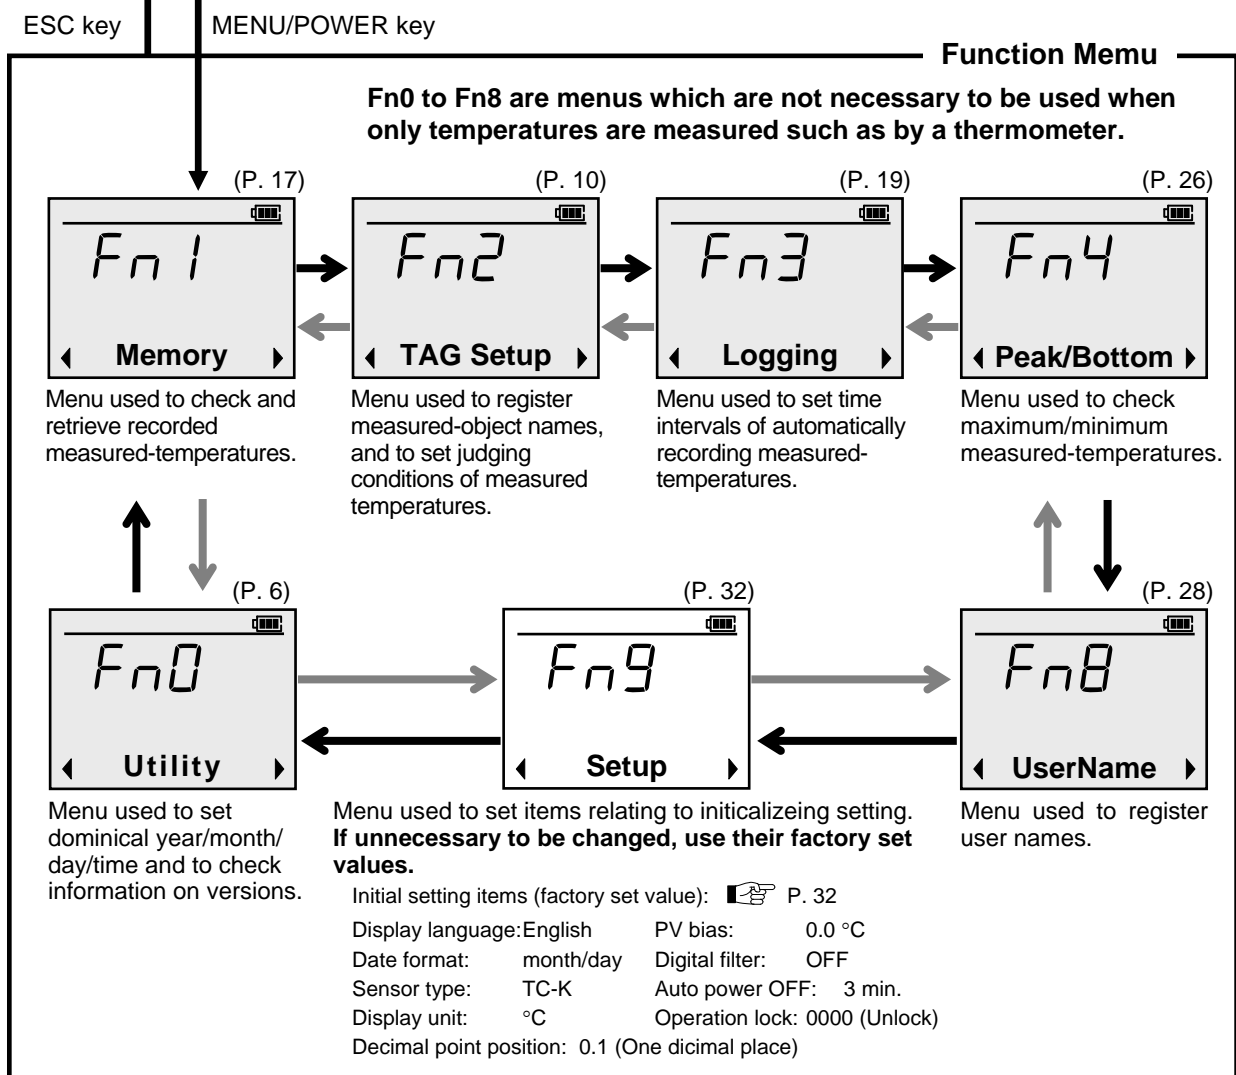 ESC key
MENU/POWER key
Function Memu
Fn0 to Fn8 are menus which are not necessary to be used when
only temperatures are measured such as by a thermometer.
(P. 17)
Fn1
Memory
Menu used to check and
retrieve recorded
measured-temperatures.
(P. 10)
Fn2
TAG Setup
Menu used to register
measured-object names,
and to set judging
conditions of measured
temperatures.
(P. 19)
Fn3
Logging
Menu used to set time
intervals of automatically
recording measured-
temperatures.
(P. 26)
Fn4
Peak/Bottom
Menu used to check
maximum/minimum
measured-temperatures.
(P. 6)
Fn0
Utility
Menu used to set
dominical year/month/
day/time and to check
information on versions.
(P. 32)
Fn9
Setup
Menu used to set items relating to initicalizeing setting.
If unnecessary to be changed, use their factory set
values.
Initial setting items (factory set value): P. 32
Display language:English PV bias: 0.0 °C
Date format: month/day Digital filter: OFF
Sensor type: TC-K Auto power OFF: 3 min.
Display unit: °C Operation lock: 0000 (Unlock)
Decimal point position: 0.1 (One dicimal place)
(P. 28)
Fn8
UserName
Menu used to register
user names.